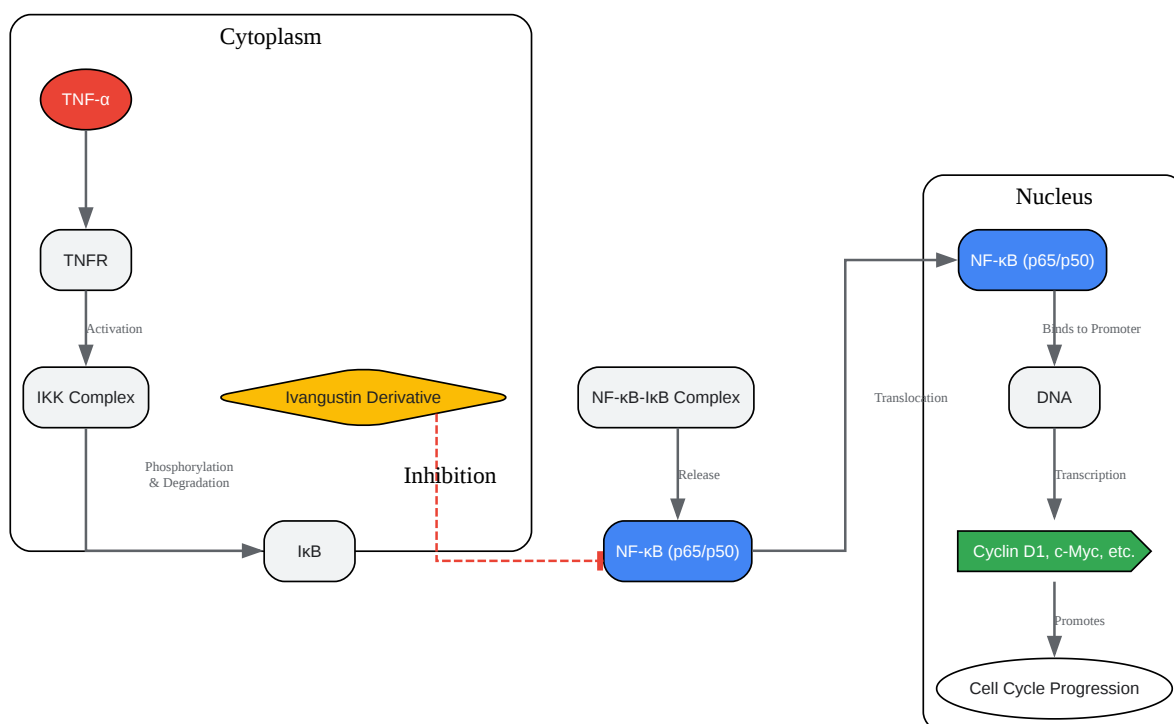 Cytoplasm
TNF-α
TNFR
Activation
IKK Complex
Ivangustin Derivative
Phosphorylation
& Degradation
Inhibition
IκB
NF-κB-IκB Complex
Release
NF-κB (p65/p50)
Translocation
Nucleus
NF-κB (p65/p50)
Binds to Promoter
DNA
Transcription
Cyclin D1, c-Myc, etc.
Promotes
Cell Cycle Progression